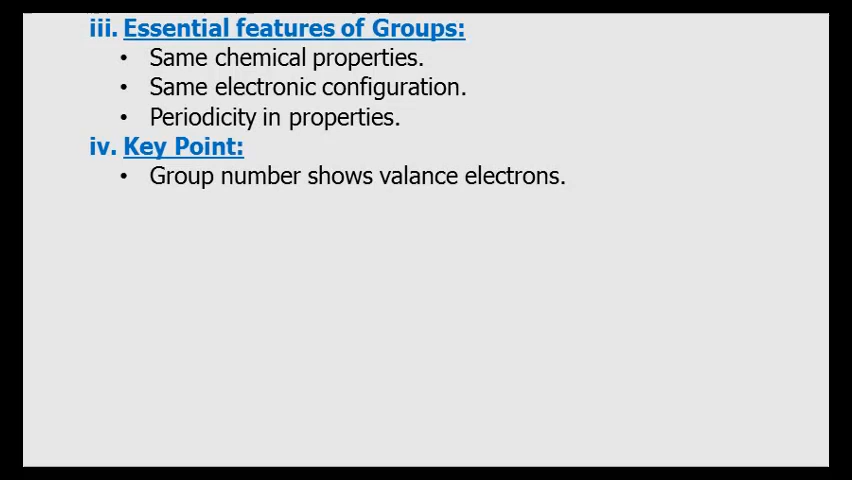 iii. Essential features of Groups:
• Same chemical properties.
• Same electronic configuration.
• Periodicity in properties.
iv. Key Point:
• Group number shows valance electrons.